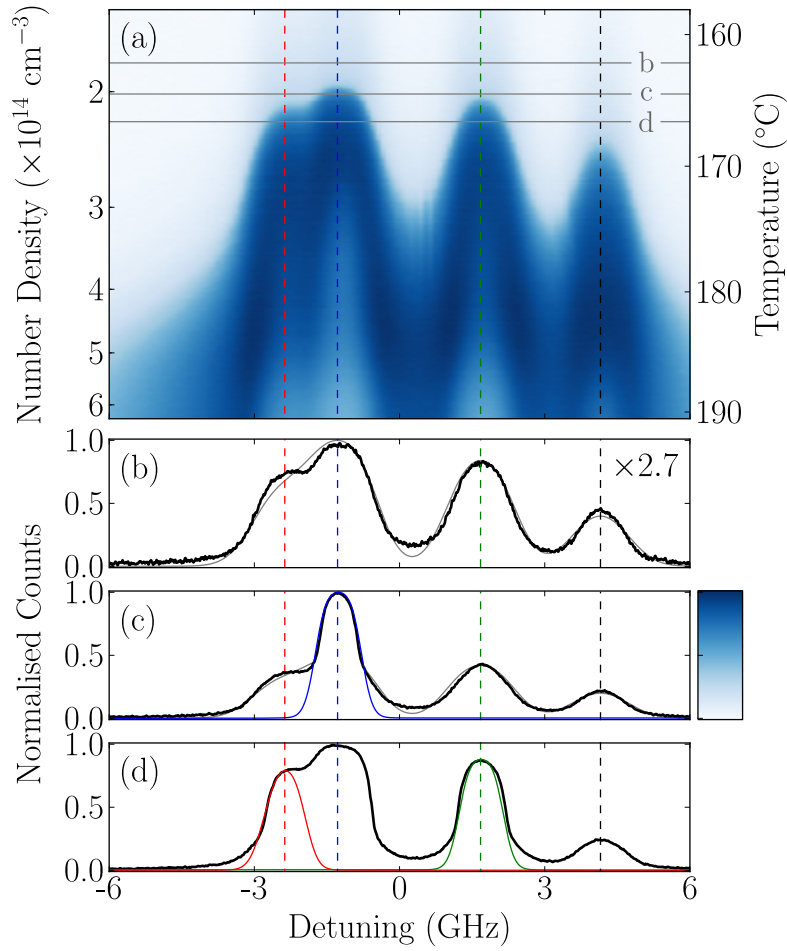 (a)
b
c
d
2
3
4
5
6
Number Density (×10¹⁴ cm⁻³)
160
170
180
190
Temperature (°C)
(b)
×2.7
1.0
0.5
0.0
(c)
1.0
0.5
0.0
(d)
1.0
0.5
0.0
Normalised Counts
-6
-3
0
3
6
Detuning (GHz)